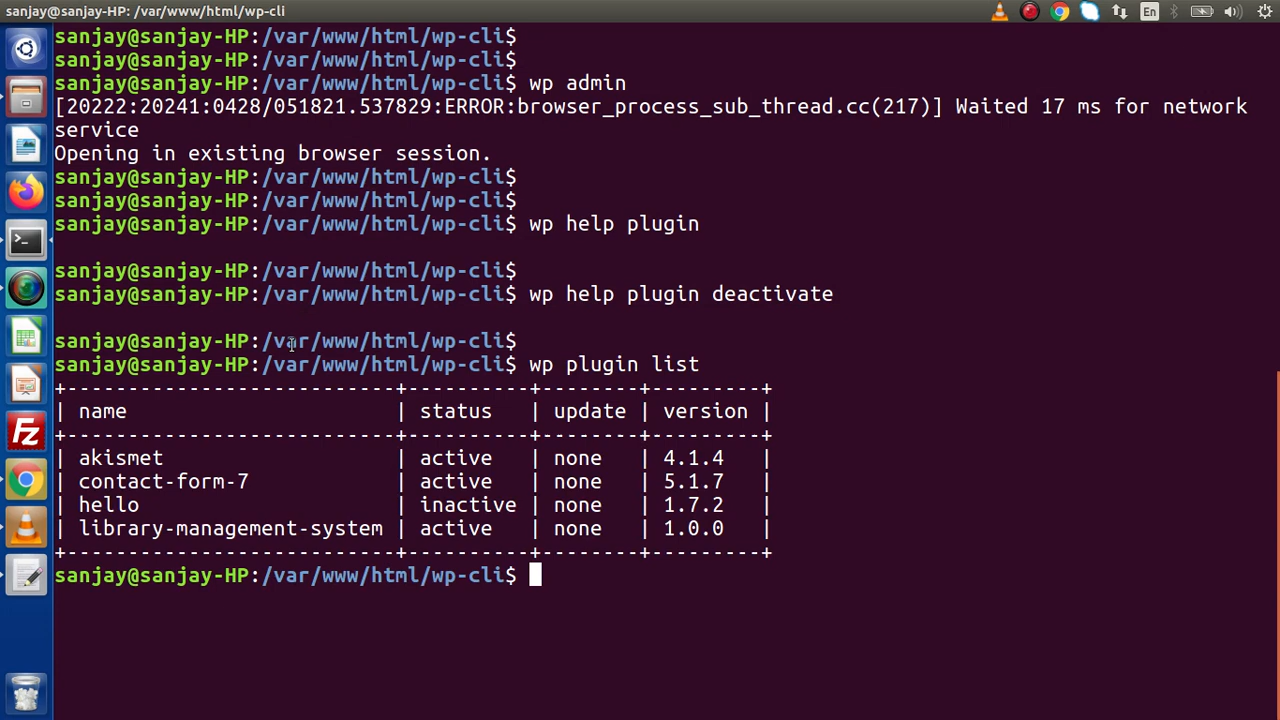 sanjay@sanjay-HP: /var/www/html/wp-cli
En
sanjay@sanjay-HP:/var/www/html/wp-cli$
sanjay@sanjay-HP:/var/www/html/wp-cli$
sanjay@sanjay-HP:/var/www/html/wp-cli$ wp admin
[20222:20241:0428/051821.537829:ERROR:browser_process_sub_thread.cc(217)] Waited 17 ms for network
service
Opening in existing browser session.
sanjay@sanjay-HP:/var/www/html/wp-cli$
sanjay@sanjay-HP:/var/www/html/wp-cli$
sanjay@sanjay-HP:/var/www/html/wp-cli$ wp help plugin
sanjay@sanjay-HP:/var/www/html/wp-cli$
sanjay@sanjay-HP:/var/www/html/wp-cli$ wp help plugin deactivate
sanjay@sanjay-HP:/var/www/html/wp-cli$
sanjay@sanjay-HP:/var/www/html/wp-cli$ wp plugin list
+---------------------------+----------+--------+---------+
| name                      | status   | update | version |
+---------------------------+----------+--------+---------+
| akismet                   | active   | none   | 4.1.4   |
| contact-form-7            | active   | none   | 5.1.7   |
| hello                     | inactive | none   | 1.7.2   |
| library-management-system | active   | none   | 1.0.0   |
+---------------------------+----------+--------+---------+
sanjay@sanjay-HP:/var/www/html/wp-cli$